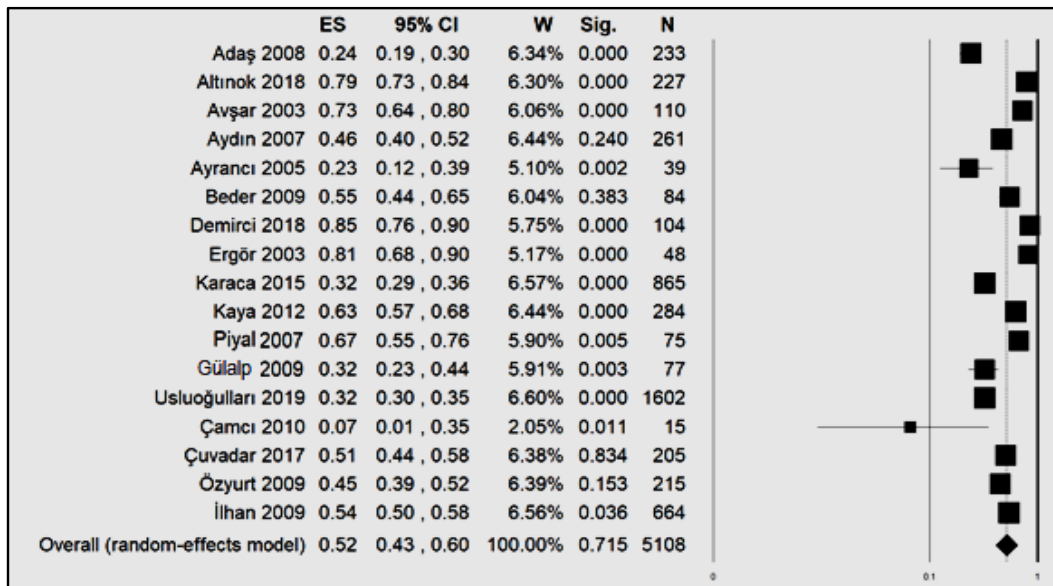 ES 95% CI W Sig. N
Adaş 2008 0.24 0.19 , 0.30 6.34% 0.000 233
Altınok 2018 0.79 0.73 , 0.84 6.30% 0.000 227
Avşar 2003 0.73 0.64 , 0.80 6.06% 0.000 110
Aydın 2007 0.46 0.40 , 0.52 6.44% 0.240 261
Ayrancı 2005 0.23 0.12 , 0.39 5.10% 0.002 39
Beder 2009 0.55 0.44 , 0.65 6.04% 0.383 84
Demirci 2018 0.85 0.76 , 0.90 5.75% 0.000 104
Ergör 2003 0.81 0.68 , 0.90 5.17% 0.000 48
Karaca 2015 0.32 0.29 , 0.36 6.57% 0.000 865
Kaya 2012 0.63 0.57 , 0.68 6.44% 0.000 284
Piyal 2007 0.67 0.55 , 0.76 5.90% 0.005 75
Gülalp 2009 0.32 0.23 , 0.44 5.91% 0.003 77
Usluoğulları 2019 0.32 0.30 , 0.35 6.60% 0.000 1602
Çamcı 2010 0.07 0.01 , 0.35 2.05% 0.011 15
Çuvadar 2017 0.51 0.44 , 0.58 6.38% 0.834 205
Özyurt 2009 0.45 0.39 , 0.52 6.39% 0.153 215
İlhan 2009 0.54 0.50 , 0.58 6.56% 0.036 664
Overall (random-effects model) 0.52 0.43 , 0.60 100.00% 0.715 5108
0 0.1 1